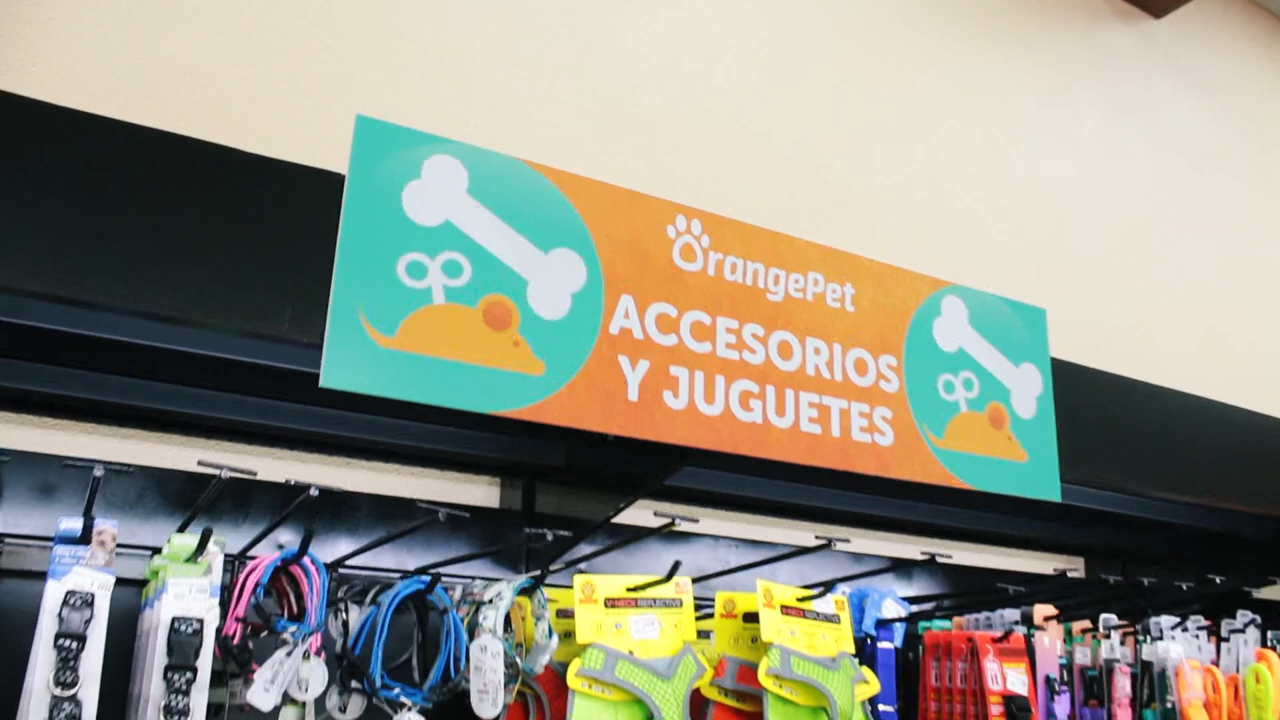 OrangePet
ACCESORIOS
Y JUGUETES
V-NECK REFLECTIVE
V-NECK REFLECTIVE